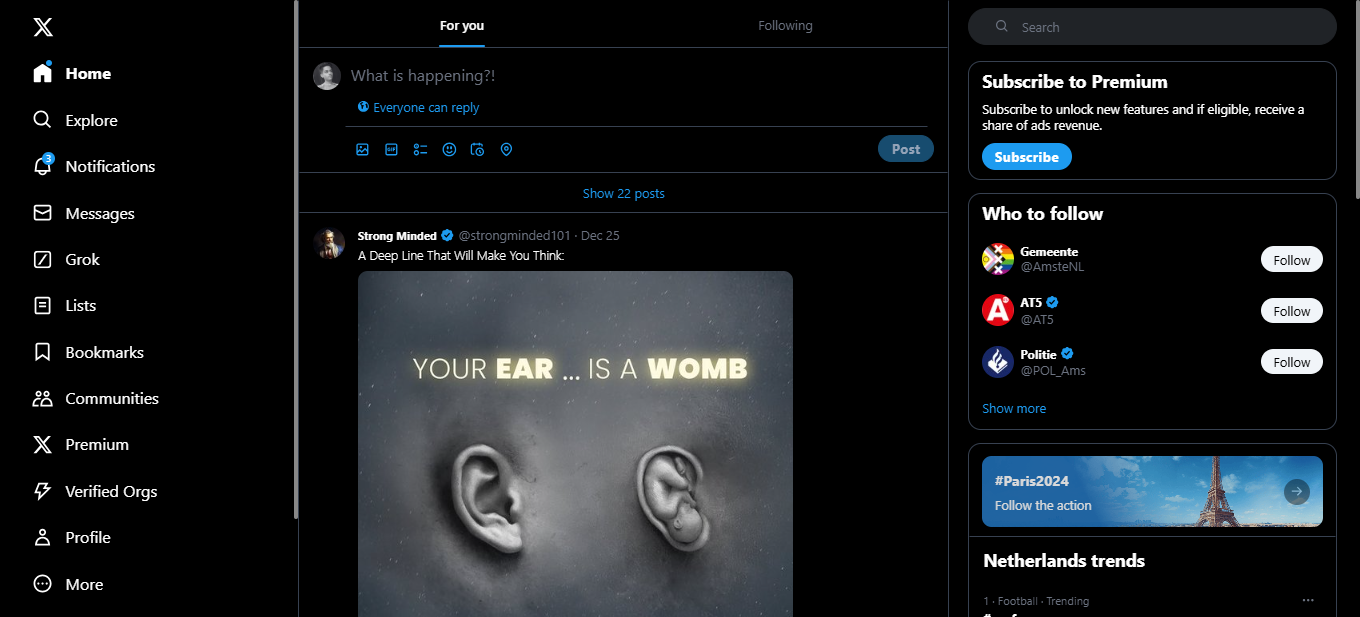 Home
Explore
3
Notifications
Messages
Grok
Lists
Bookmarks
Communities
Premium
Verified Orgs
Profile
More
For you
Following
What is happening?!
Everyone can reply
GIF
Post
Show 22 posts
Strong Minded @strongminded101 · Dec 25
A Deep Line That Will Make You Think:
YOUR EAR ... IS A WOMB
Search
Subscribe to Premium
Subscribe to unlock new features and if eligible, receive a
share of ads revenue.
Subscribe
Who to follow
Gemeente
@AmsteNL
Follow
AT5
@AT5
Follow
Politie
@POL_Ams
Follow
Show more
#Paris2024
Follow the action
Netherlands trends
1 · Football · Trending